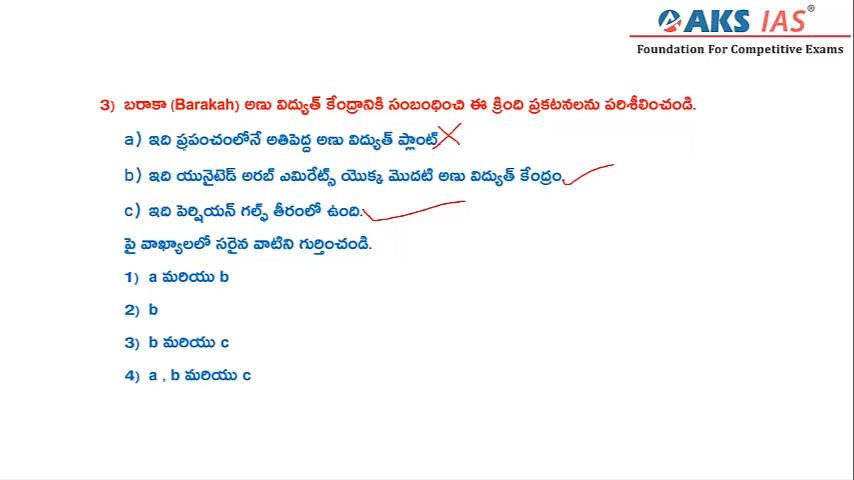 AKS IAS®
Foundation For Competitive Exams
3) బరాకా (Barakah) అణు విద్యుత్ కేంద్రానికి సంబంధించి ఈ క్రింది ప్రకటనలను పరిశీలించండి.
a) ఇది ప్రపంచంలోనే అతిపెద్ద అణు విద్యుత్ ప్లాంట్
b) ఇది యునైటెడ్ అరబ్ ఎమిరేట్స్ యొక్క మొదటి అణు విద్యుత్ కేంద్రం.
c) ఇది పెర్షియన్ గల్ఫ్ తీరంలో ఉంది.
పై వాఖ్యాలలో సరైన వాటిని గుర్తించండి.
1) a మరియు b
2) b
3) b మరియు c
4) a , b మరియు c